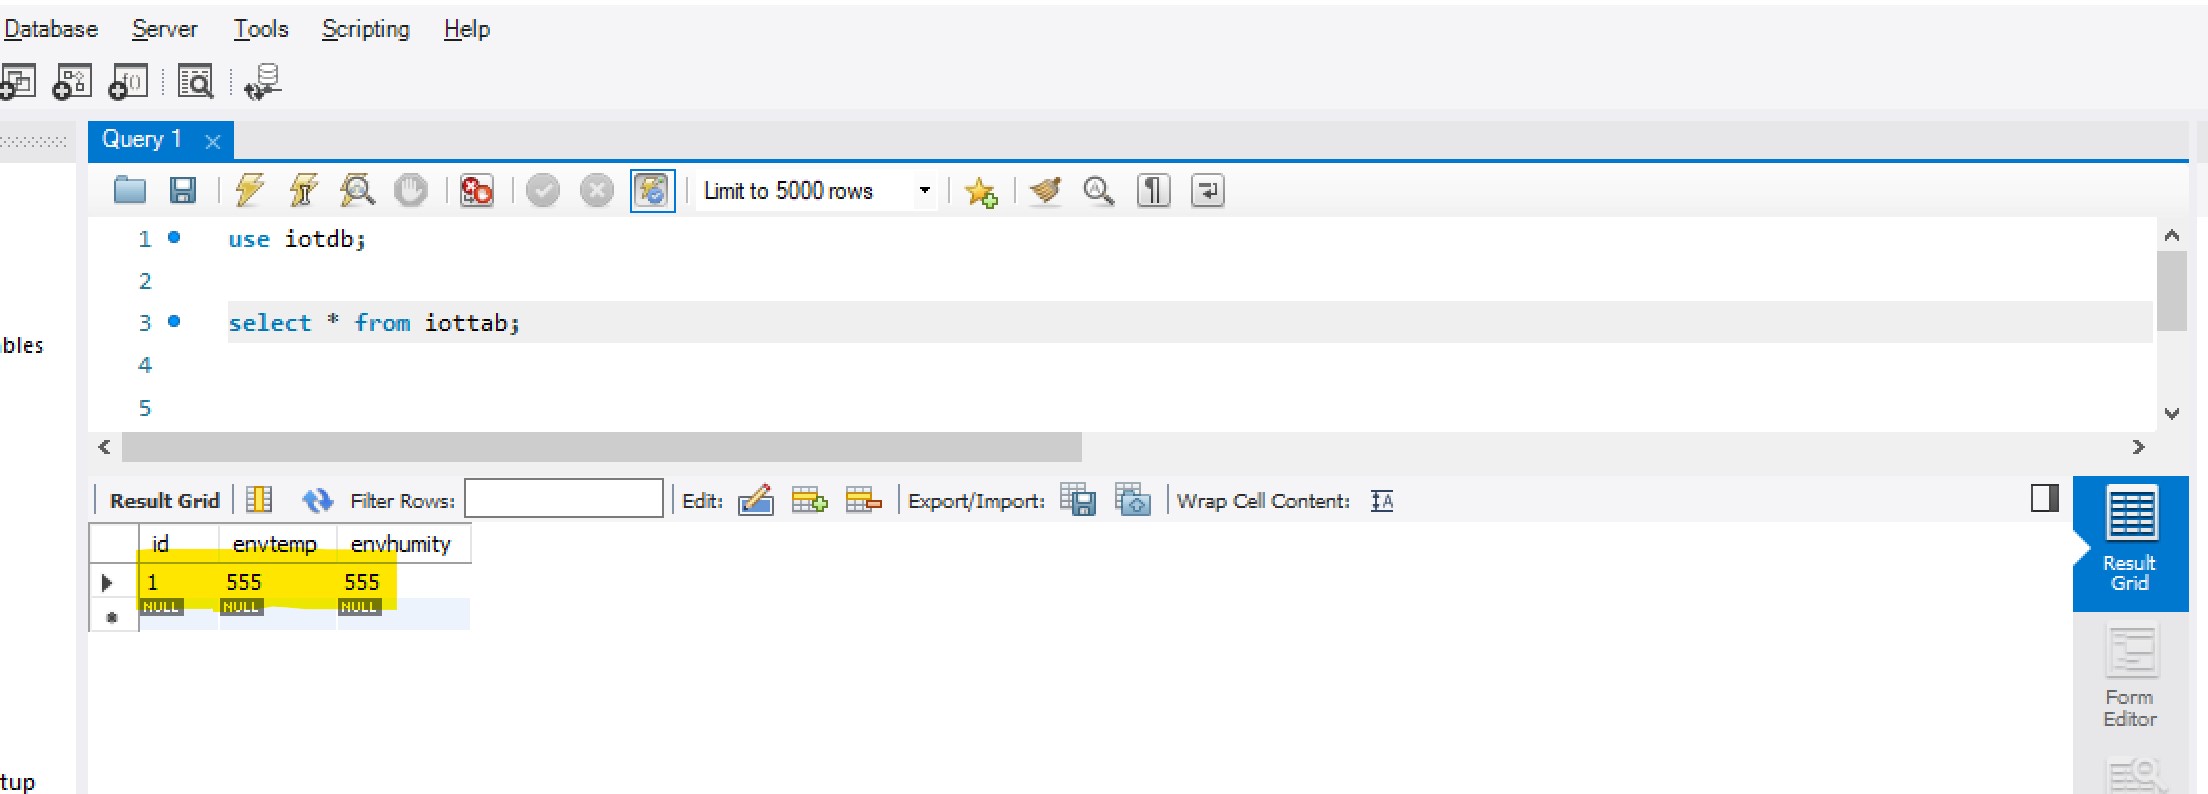 Database Server Tools Scripting Help
f()
Query 1
Limit to 5000 rows
1 use iotdb;
2
3 select * from iottab;
4
5
bles
Result Grid Filter Rows: Edit: Export/Import: Wrap Cell Content: IA
id envtemp envhumity
1 555 555
NULL NULL NULL
Result
Grid
Form
Editor
tup